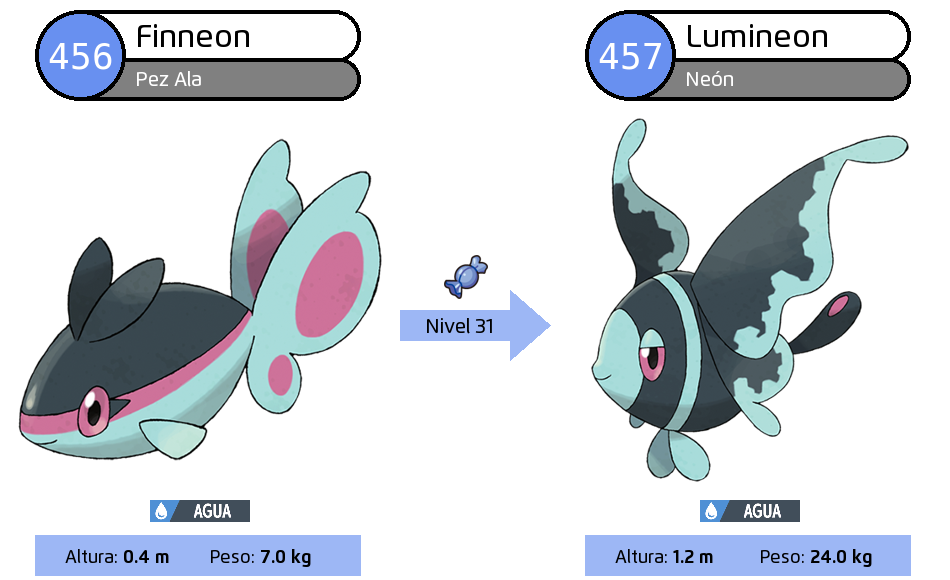 456
Finneon
Pez Ala
457
Lumineon
Neón
Nivel 31
AGUA
AGUA
Altura: 0.4 m Peso: 7.0 kg
Altura: 1.2 m Peso: 24.0 kg